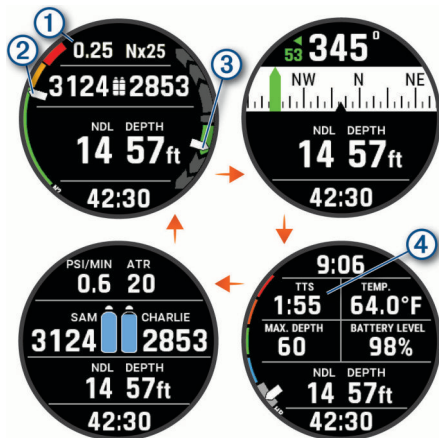 1
0.25 Nx25
2
3124 2853
3
NDL DEPTH
14 57ft
N2
42:30
53 345°
NW N NE
NDL DEPTH
14 57ft
42:30
PSI/MIN ATR
0.6 20
SAM CHARLIE
3124 2853
NDL DEPTH
14 57ft
42:30
4
9:06
TTS TEMP.
1:55 64.0°F
MAX. DEPTH BATTERY LEVEL
60 98%
NDL DEPTH
14 57ft
42:30